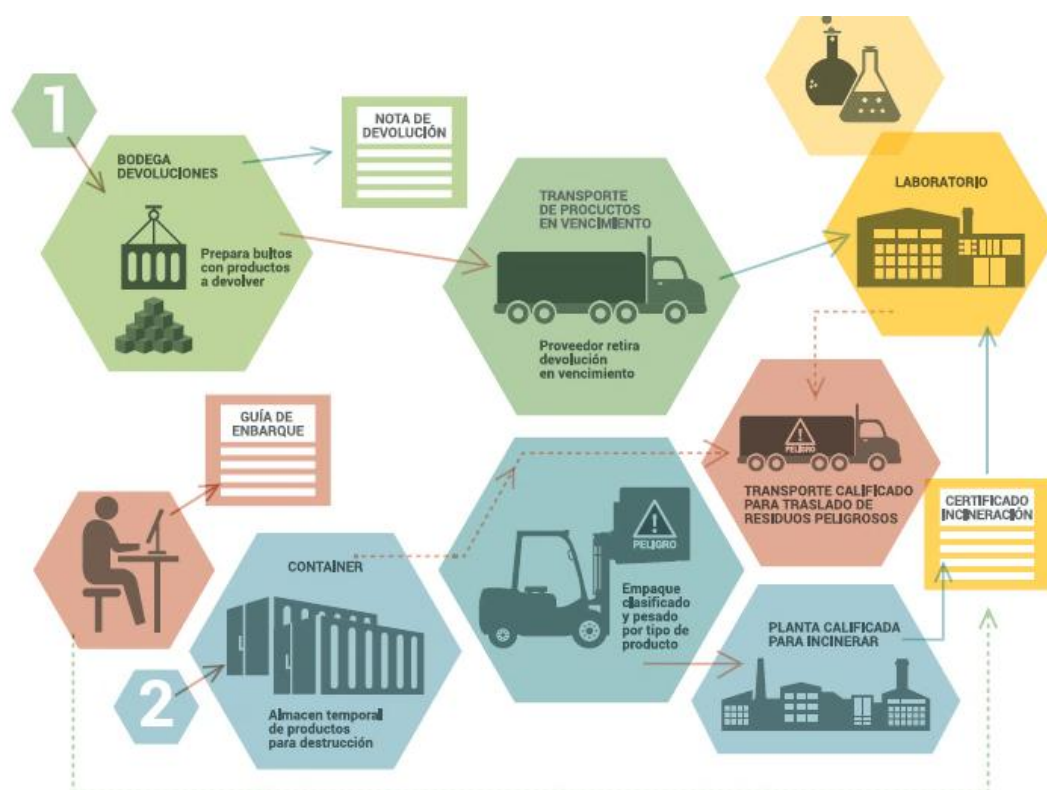 1
BODEGA
DEVOLUCIONES
Prepara bultos
con productos
a devolver
NOTA DE
DEVOLUCIÓN
TRANSPORTE
DE PROCUCTOS
EN VENCIMIENTO
Proveedor retira
devolución
en vencimiento
LABORATORIO
GUÍA DE
ENBARQUE
PELIGRO
TRANSPORTE CALIFICADO
PARA TRASLADO DE
RESIDUOS PELIGROSOS
CERTIFICADO
INCINERACIÓN
2
CONTAINER
Almacen temporal
de productos
para destrucción
PELIGRO
Empaque
clasificado
y pesado
por tipo de
producto
PLANTA CALIFICADA
PARA INCINERAR